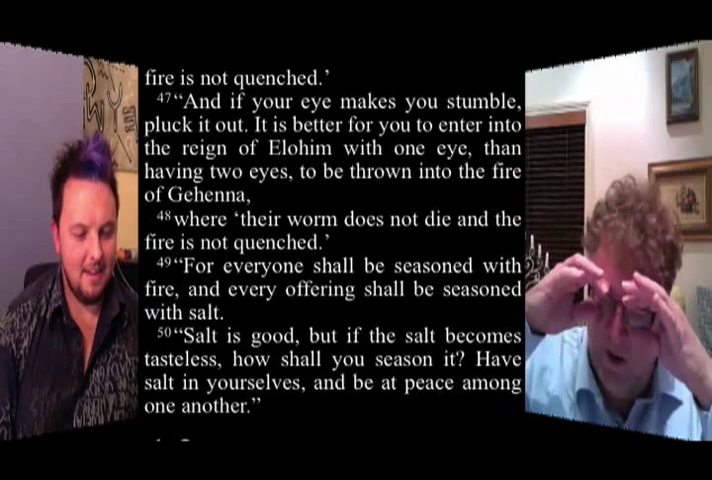 fire is not quenched.’
47“And if your eye makes you stumble,
pluck it out. It is better for you to enter into
the reign of Elohim with one eye, than
having two eyes, to be thrown into the fire
of Gehenna,
48where ‘their worm does not die and the
fire is not quenched.’
49“For everyone shall be seasoned with
fire, and every offering shall be seasoned
with salt.
50“Salt is good, but if the salt becomes
tasteless, how shall you season it? Have
salt in yourselves, and be at peace among
one another.”